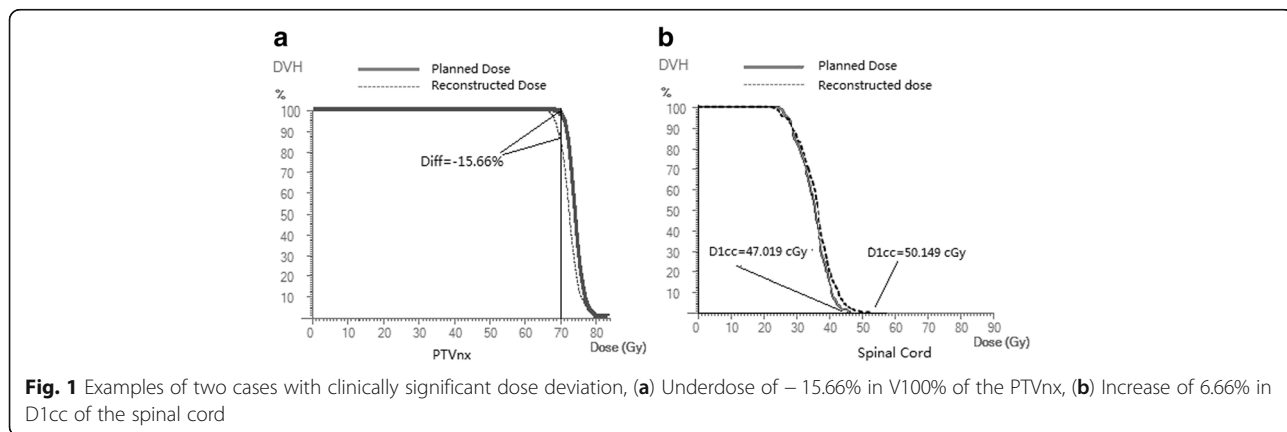 a
DVH
Planned Dose
Reconstructed Dose
%
100
90
80
70
60
50
40
30
20
10
Diff=-15.66%
0 10 20 30 40 50 60 70 80
Dose (Gy)
PTVnx
b
DVH
Planned Dose
Reconstructed dose
%
100
90
80
70
60
50
40
30
20
10
D1cc=47.019 cGy
D1cc=50.149 cGy
0 10 20 30 40 50 60 70 80 90
Dose (Gy)
Spinal Cord
Fig. 1 Examples of two cases with clinically significant dose deviation, (a) Underdose of − 15.66% in V100% of the PTVnx, (b) Increase of 6.66% in
D1cc of the spinal cord